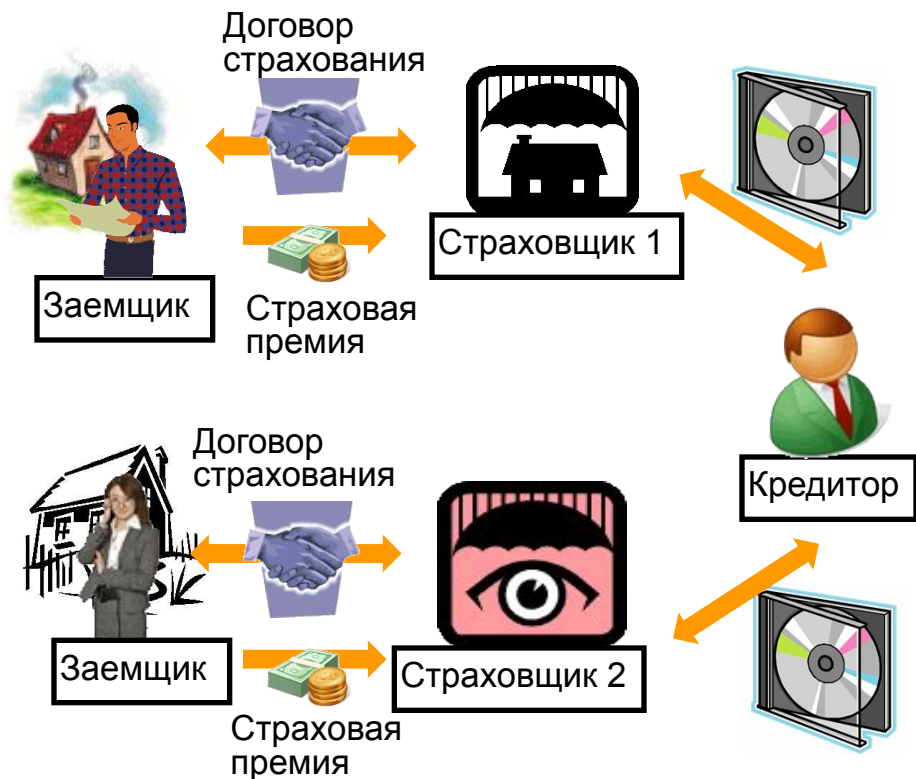 Договор
страхования
Страховщик 1
Заемщик
Страховая
премия
Кредитор
Договор
страхования
Заемщик
Страховщик 2
Страховая
премия